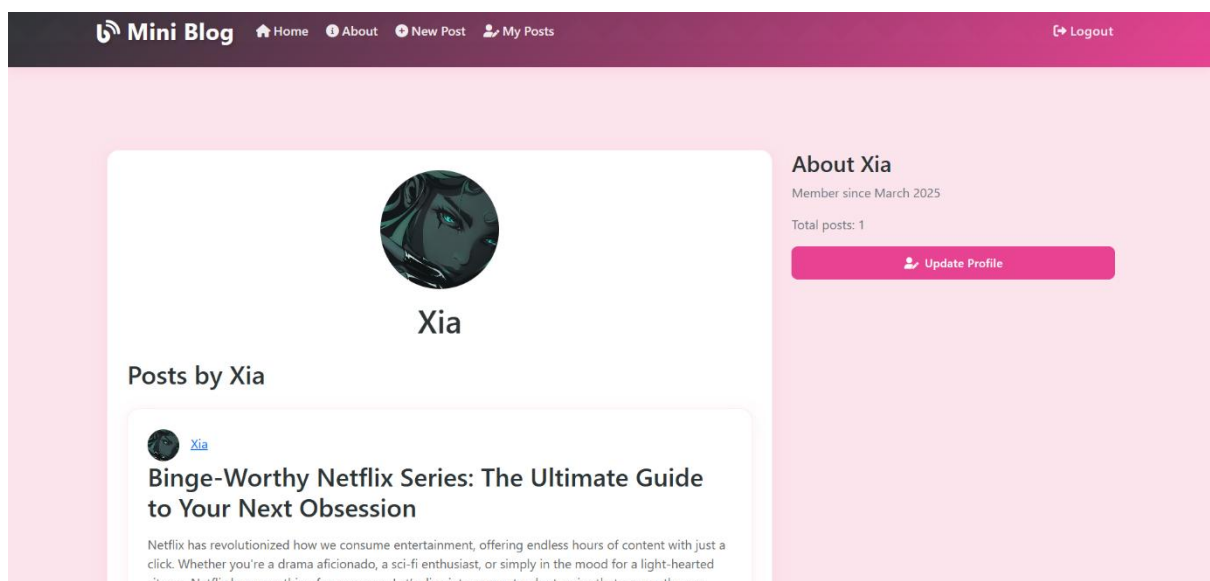 Mini Blog Home About New Post My Posts Logout
About Xia
Member since March 2025
Total posts: 1
Update Profile
Xia
Posts by Xia
Xia
Binge-Worthy Netflix Series: The Ultimate Guide
to Your Next Obsession
Netflix has revolutionized how we consume entertainment, offering endless hours of content with just a
click. Whether you're a drama aficionado, a sci-fi enthusiast, or simply in the mood for a light-hearted